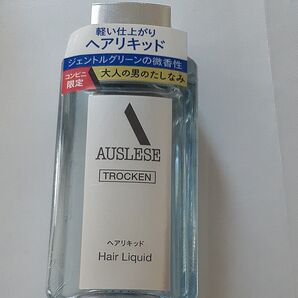 軽い仕上がり
ヘアリキッド
ジェントルグリーンの微香性
コンビニ
限定
大人の男のたしなみ
AUSLESE
TROCKEN
ヘアリキッド
Hair Liquid